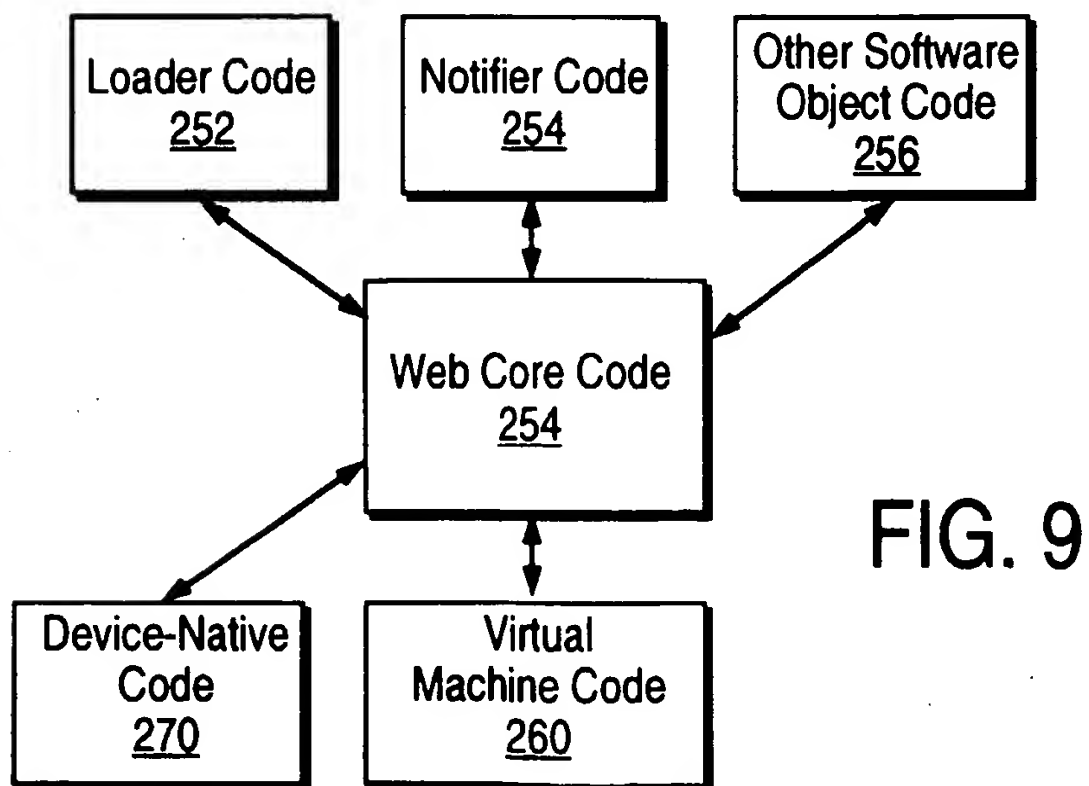 Loader Code
252
Notifier Code
254
Other Software
Object Code
256
Web Core Code
254
FIG. 9
Device-Native
Code
270
Virtual
Machine Code
260